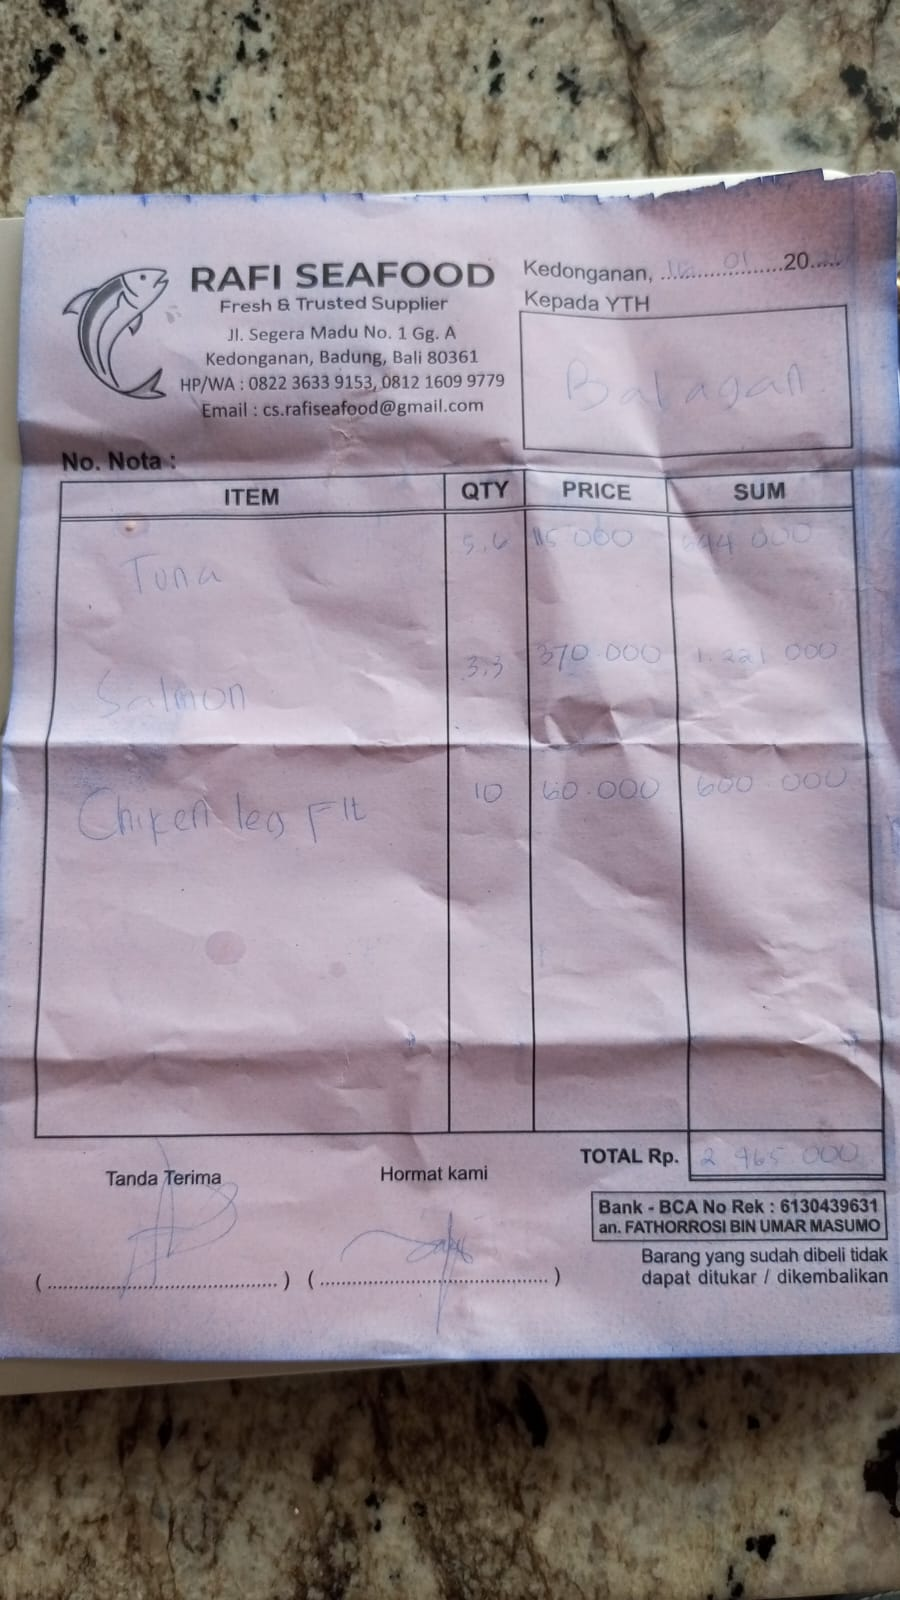 RAFI SEAFOOD
Fresh & Trusted Supplier
Jl. Segera Madu No. 1 Gg. A
Kedonganan, Badung, Bali 80361
HP/WA : 0822 3633 9153, 0812 1609 9779
Email : cs.rafiseafood@gmail.com
Kedonganan, .................... 01 ......20.....
Kepada YTH
Balagan
No. Nota :
ITEM QTY PRICE SUM
Tuna 5,6 115 000 644 000
Salmon 3,3 370.000 1.221 000
Chiken leg Flt 10 60.000 600 000
TOTAL Rp. 2 465 000
Tanda Terima Hormat kami
Bank - BCA No Rek : 6130439631
an. FATHORROSI BIN UMAR MASUMO
Barang yang sudah dibeli tidak
dapat ditukar / dikembalikan
(..........................................) (..........................................)